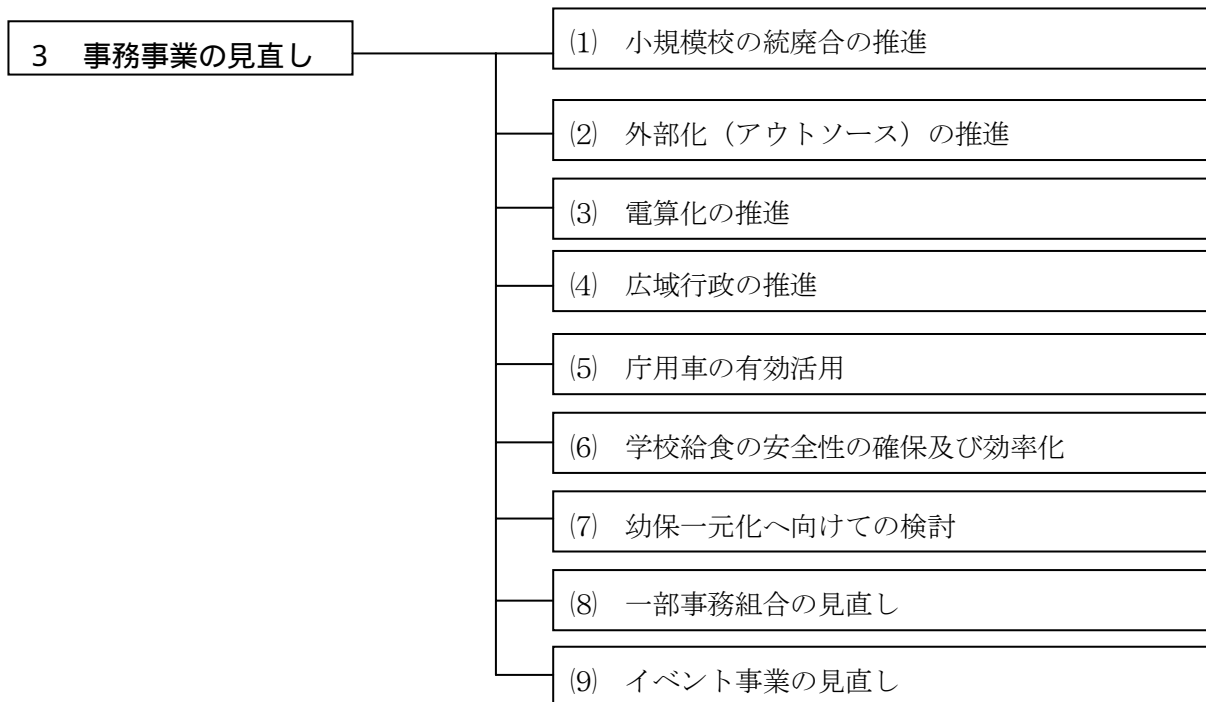 3 事務事業の見直し
⑴ 小規模校の統廃合の推進
⑵ 外部化（アウトソース）の推進
⑶ 電算化の推進
⑷ 広域行政の推進
⑸ 庁用車の有効活用
⑹ 学校給食の安全性の確保及び効率化
⑺ 幼保一元化へ向けての検討
⑻ 一部事務組合の見直し
⑼ イベント事業の見直し